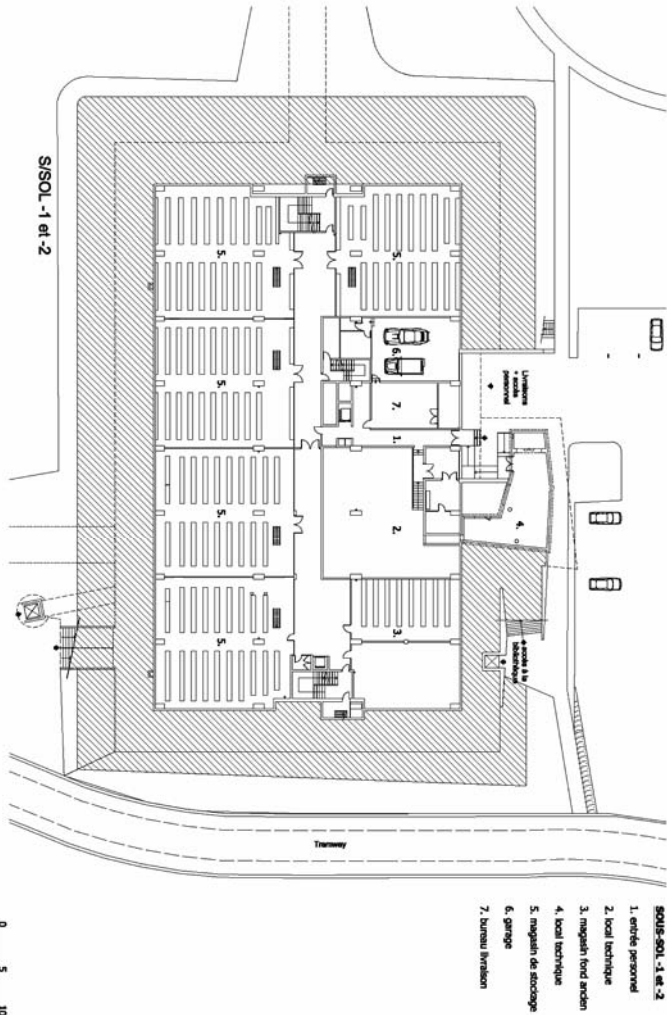 S/SOL -1 et -2
5.
5.
5.
5.
5.
6.
7.
1.
2.
3.
4.
Livraisons
+ accès
personnel
accès à la
bibliothèque
Tramway
SOUS-SOL -1 et -2
1. entrée personnel
2. local technique
3. magasin fond ancien
4. local technique
5. magasin de stockage
6. garage
7. bureau livraison
0 5 10